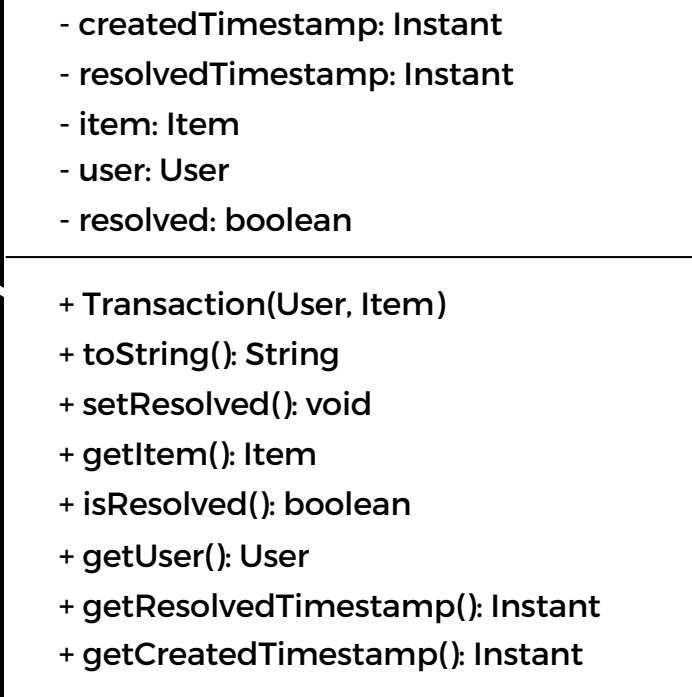 - createdTimestamp: Instant
- resolvedTimestamp: Instant
- item: Item
- user: User
- resolved: boolean
+ Transaction(User, Item)
+ toString(): String
+ setResolved(): void
+ getItem(): Item
+ isResolved(): boolean
+ getUser(): User
+ getResolvedTimestamp(): Instant
+ getCreatedTimestamp(): Instant